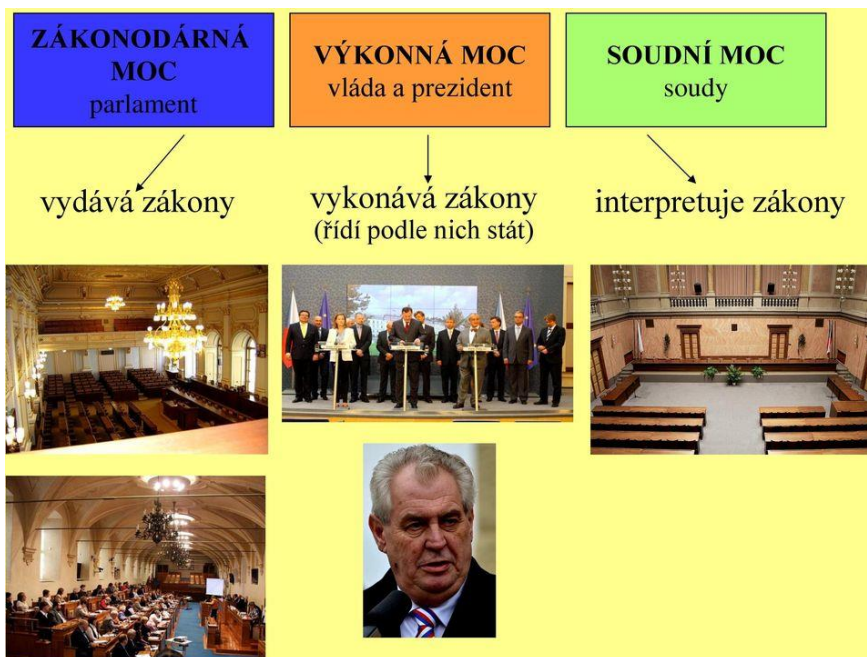 ZÁKONODÁRNÁ
MOC
parlament
VÝKONNÁ MOC
vláda a prezident
SOUDNÍ MOC
soudy
vydává zákony
vykonává zákony
(řídí podle nich stát)
interpretuje zákony